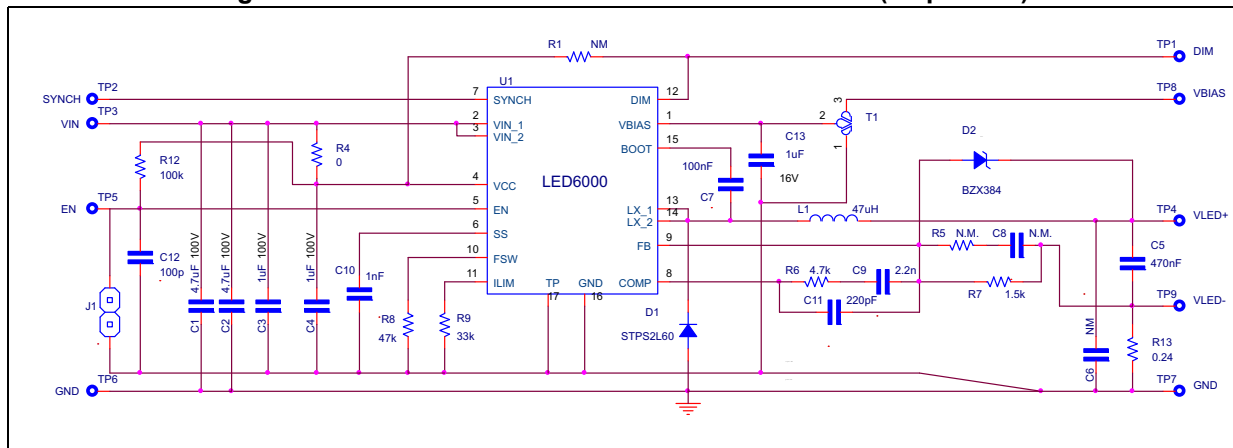 R1 NM
TP1
DIM
U1
TP2
SYNCH
7 SYNCH
DIM 12
TP8
VBIAS
3
TP3
VIN
2 VIN_1
3 VIN_2
VBIAS 1
2
T1
1
C13
1uF
16V
D2
BZX384
R12
100k
R4
0
BOOT 15
100nF
C7
4 VCC
LED6000
TP5
EN
5 EN
LX_1 13
LX_2 14
L1 47uH
TP4
VLED+
6 SS
FB 9
R5 N.M.
C8 N.M.
C5
470nF
C12
100p
10 FSW
11 ILIM
TP
17
GND
16
COMP 8
R6 4.7k
C9 2.2n
C11 220pF
R7 1.5k
TP9
VLED-
J1
4.7uF 100V
C1
4.7uF 100V
C2
1uF 100V
C3
1uF 100V
C4
C10
1nF
R8
47k
R9
33k
D1
STPS2L60
NM
C6
R13
0.24
TP6
GND
TP7
GND